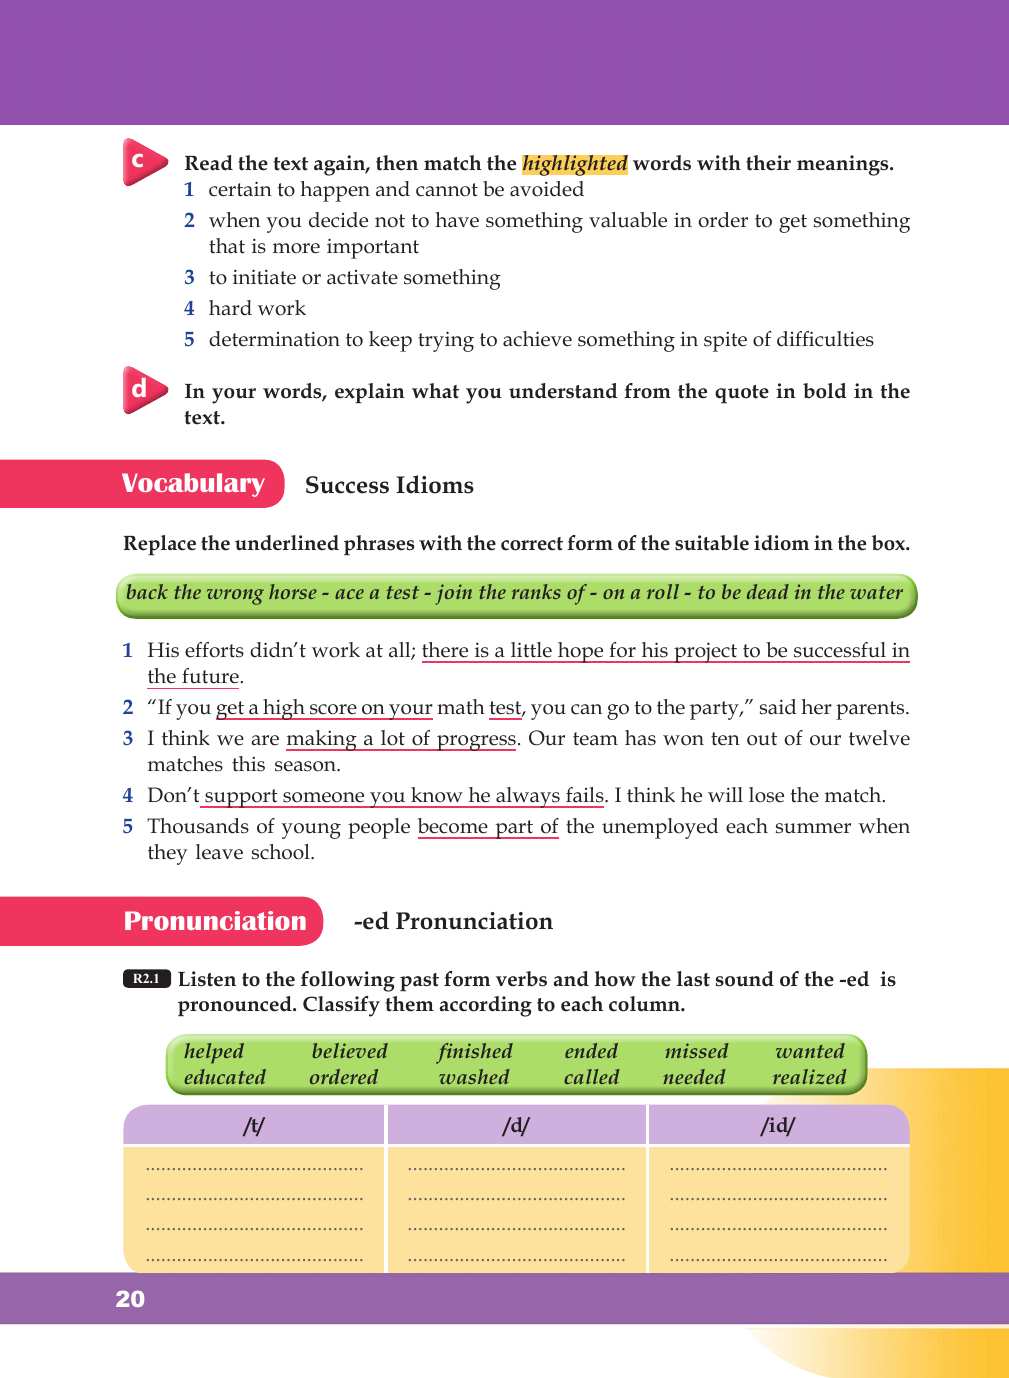 c
Read the text again, then match the highlighted words with their meanings.
1 certain to happen and cannot be avoided
2 when you decide not to have something valuable in order to get something
that is more important
3 to initiate or activate something
4 hard work
5 determination to keep trying to achieve something in spite of difficulties
d
In your words, explain what you understand from the quote in bold in the
text.
Vocabulary Success Idioms
Replace the underlined phrases with the correct form of the suitable idiom in the box.
back the wrong horse - ace a test - join the ranks of - on a roll - to be dead in the water
1 His efforts didn't work at all; there is a little hope for his project to be successful in
the future.
2 “If you get a high score on your math test, you can go to the party,” said her parents.
3 I think we are making a lot of progress. Our team has won ten out of our twelve
matches this season.
4 Don't support someone you know he always fails. I think he will lose the match.
5 Thousands of young people become part of the unemployed each summer when
they leave school.
Pronunciation -ed Pronunciation
R2.1 Listen to the following past form verbs and how the last sound of the -ed is
pronounced. Classify them according to each column.
helped believed finished ended missed wanted
educated ordered washed called needed realized
/t/ /d/ /id/
.......................................... .......................................... ..........................................
.......................................... .......................................... ..........................................
.......................................... .......................................... ..........................................
.......................................... .......................................... ..........................................
20